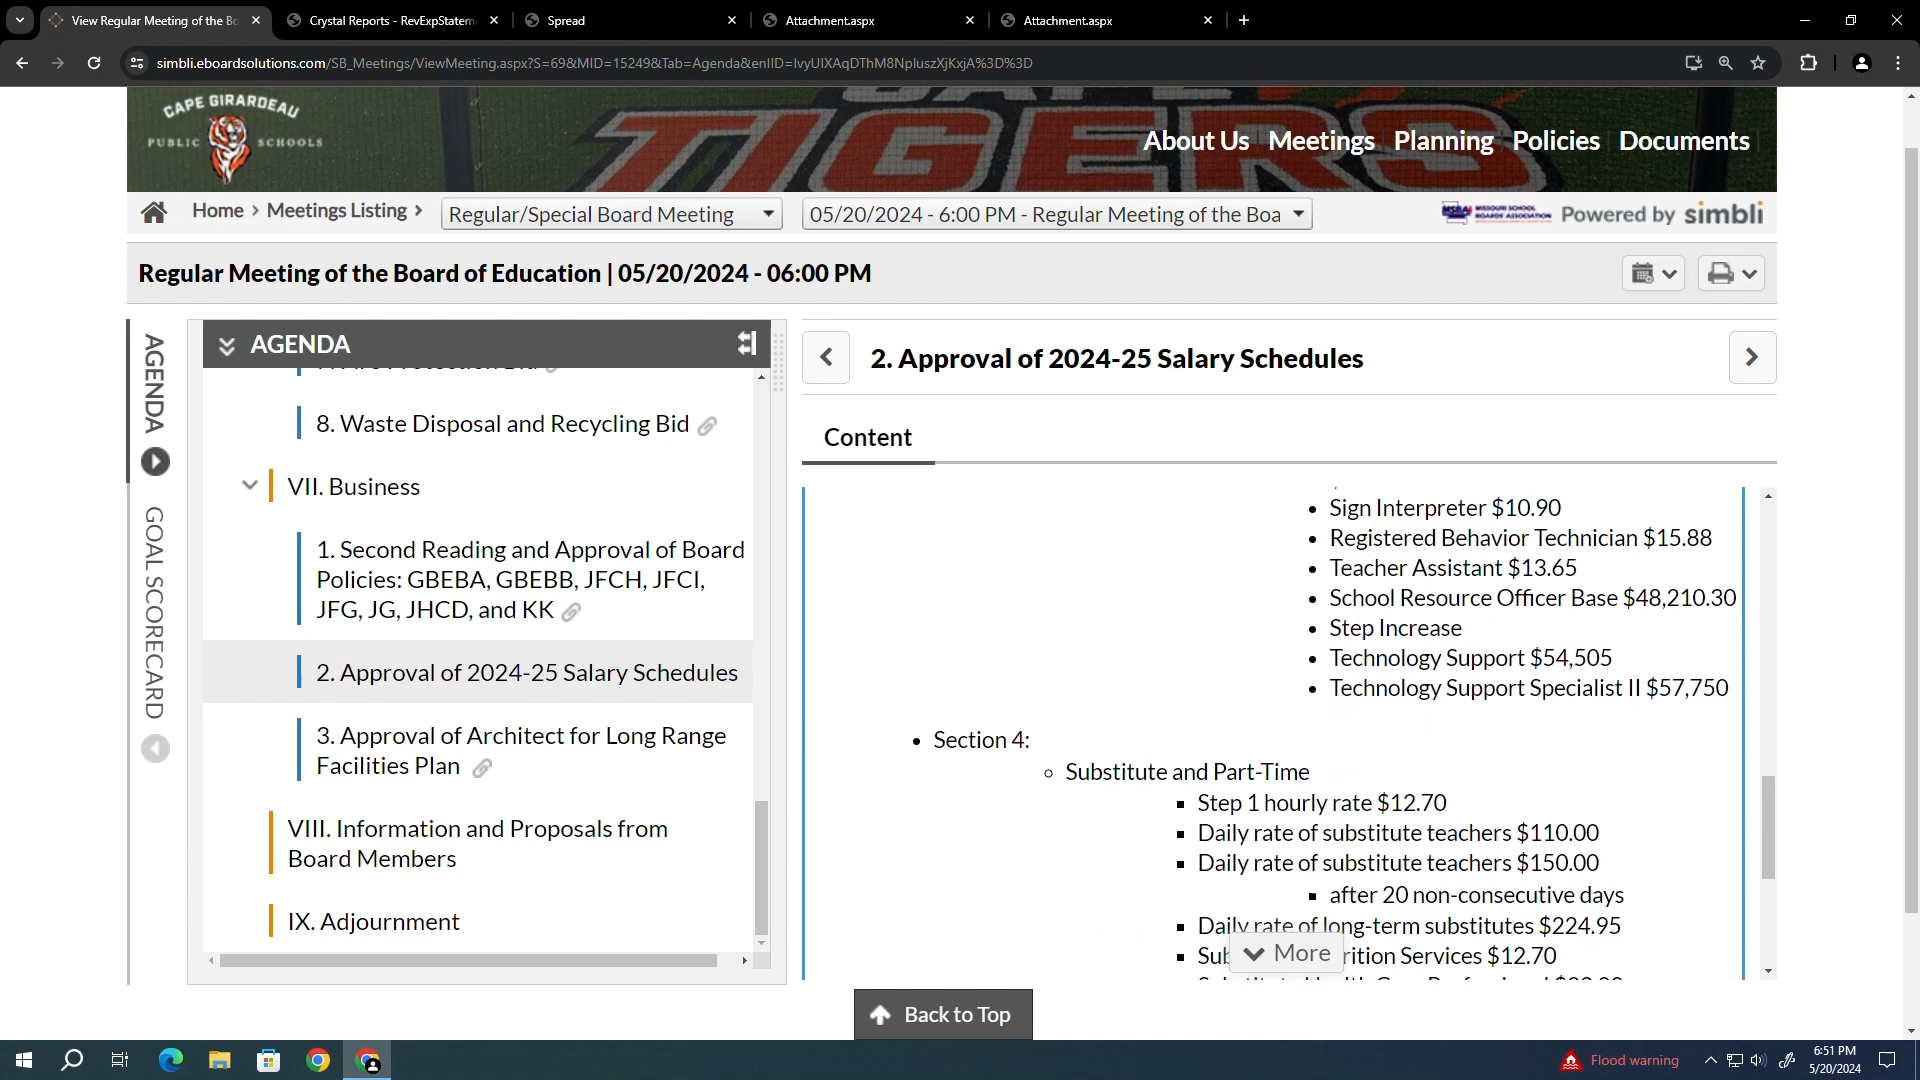 View Regular Meeting of the Bo
Crystal Reports - RevExpStatem
Spread
Attachment.aspx
Attachment.aspx
simbli.eboardsolutions.com/SB_Meetings/ViewMeeting.aspx?S=69&MID=15249&Tab=Agenda&enIID=IvyUIXAqDThM8NpluszXjKxjA%3D%3D
CAPE GIRARDEAU
PUBLIC SCHOOLS
TIGERS
About Us Meetings Planning Policies Documents
Home > Meetings Listing >
Regular/Special Board Meeting
05/20/2024 - 6:00 PM - Regular Meeting of the Boa
MISSOURI SCHOOL BOARDS' ASSOCIATION
Powered by simbli
Regular Meeting of the Board of Education | 05/20/2024 - 06:00 PM
AGENDA
GOAL SCORECARD
AGENDA
8. Waste Disposal and Recycling Bid
VII. Business
1. Second Reading and Approval of Board
Policies: GBEBA, GBEBB, JFCH, JFCI,
JFG, JG, JHCD, and KK
2. Approval of 2024-25 Salary Schedules
3. Approval of Architect for Long Range
Facilities Plan
VIII. Information and Proposals from
Board Members
IX. Adjournment
2. Approval of 2024-25 Salary Schedules
Content
Sign Interpreter $10.90
Registered Behavior Technician $15.88
Teacher Assistant $13.65
School Resource Officer Base $48,210.30
Step Increase
Technology Support $54,505
Technology Support Specialist II $57,750
Section 4:
Substitute and Part-Time
Step 1 hourly rate $12.70
Daily rate of substitute teachers $110.00
Daily rate of substitute teachers $150.00
after 20 non-consecutive days
Daily rate of long-term substitutes $224.95
Services $12.70
More
Back to Top
Flood warning
6:51 PM
5/20/2024